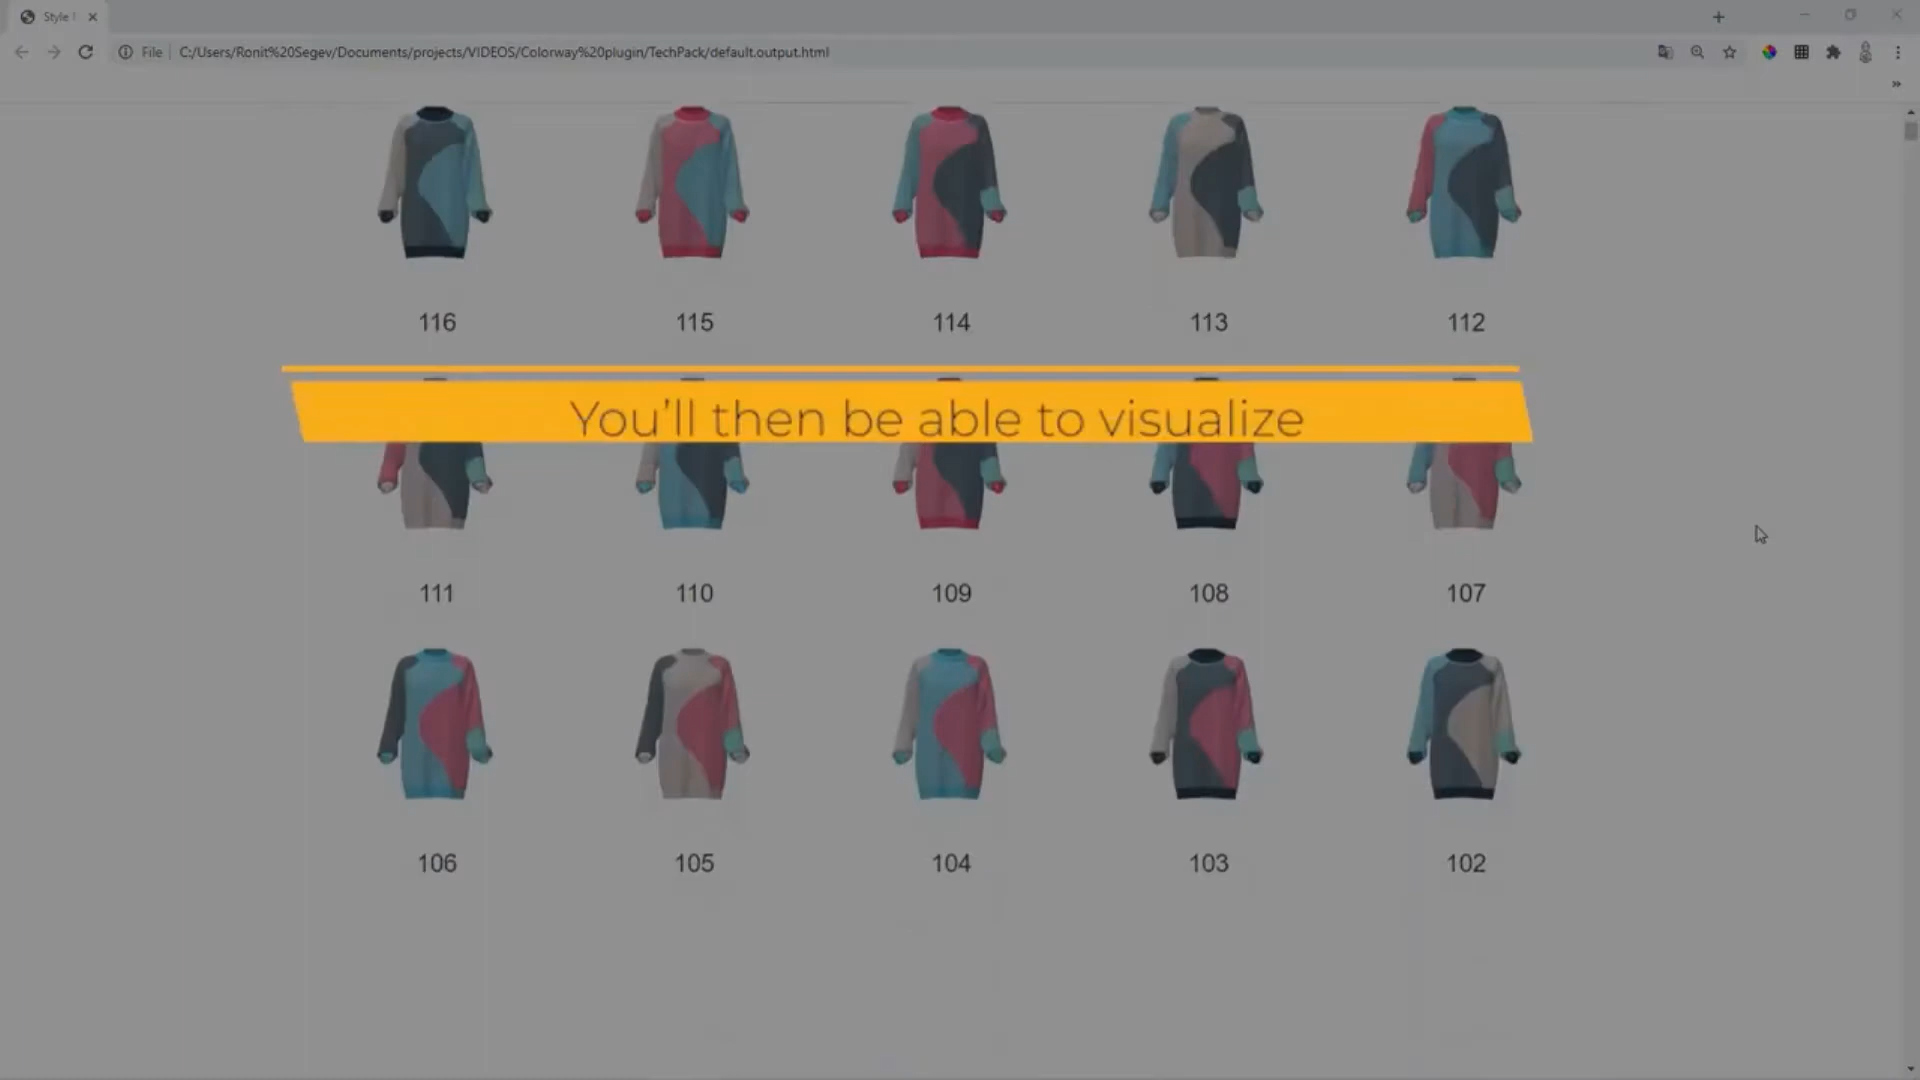 Style !
File
C:/Users/Ronit%20Segev/Documents/projects/VIDEOS/Colorway%20plugin/TechPack/default.output.html
116 115 114 113 112
You'll then be able to visualize
111 110 109 108 107
106 105 104 103 102